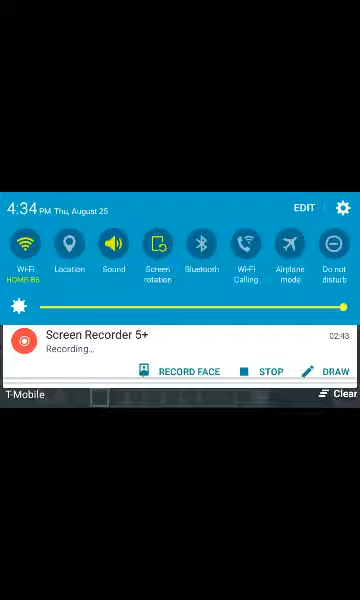 4:34 PM Thu, August 25
EDIT
Wi-Fi
HOME-B6
Location
Sound
Screen rotation
Bluetooth
Wi-Fi Calling
Airplane mode
Do not disturb
Screen Recorder 5+
02:43
Recording...
RECORD FACE
STOP
DRAW
T-Mobile
Clear